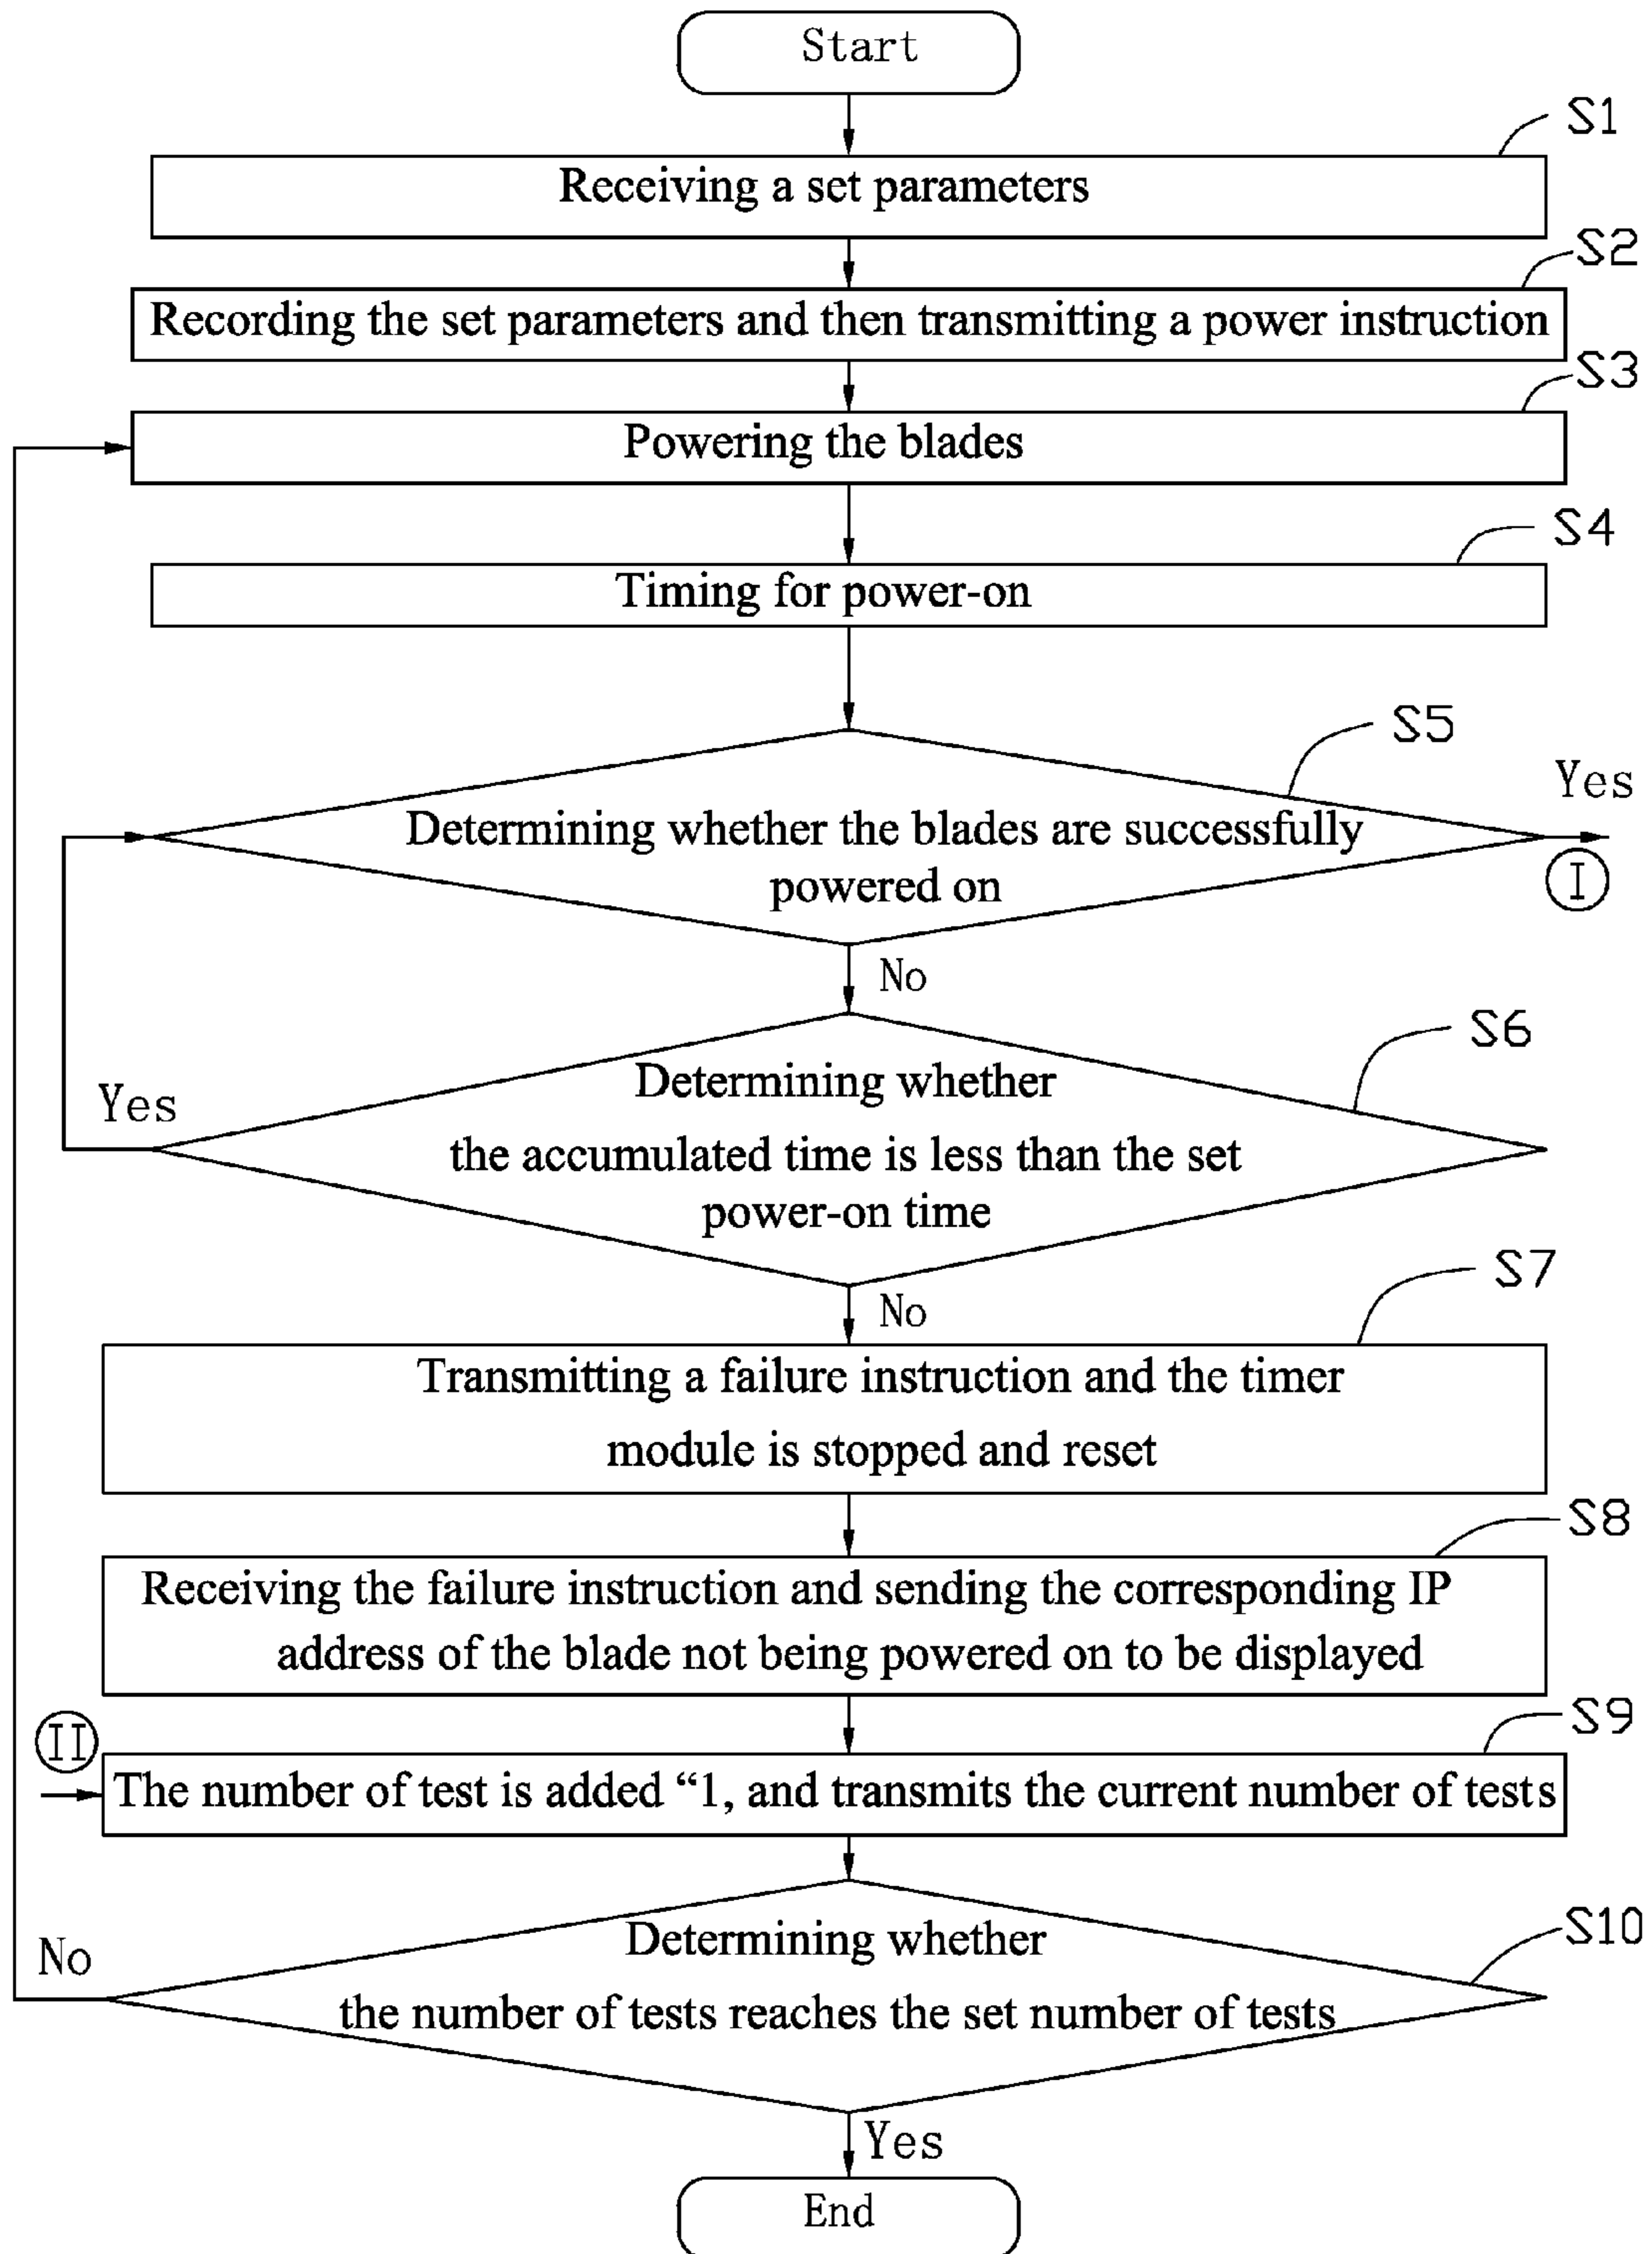 Start
S1
Receiving a set parameters
S2
Recording the set parameters and then transmitting a power instruction
S3
Powering the blades
S4
Timing for power-on
S5
Yes
Determining whether the blades are successfully
powered on
I
No
S6
Determining whether
Yes
the accumulated time is less than the set
power-on time
S7
No
Transmitting a failure instruction and the timer
module is stopped and reset
S8
Receiving the failure instruction and sending the corresponding IP
address of the blade not being powered on to be displayed
S9
II
The number of test is added “1, and transmits the current number of tests
S10
Determining whether
No
the number of tests reaches the set number of tests
Yes
End